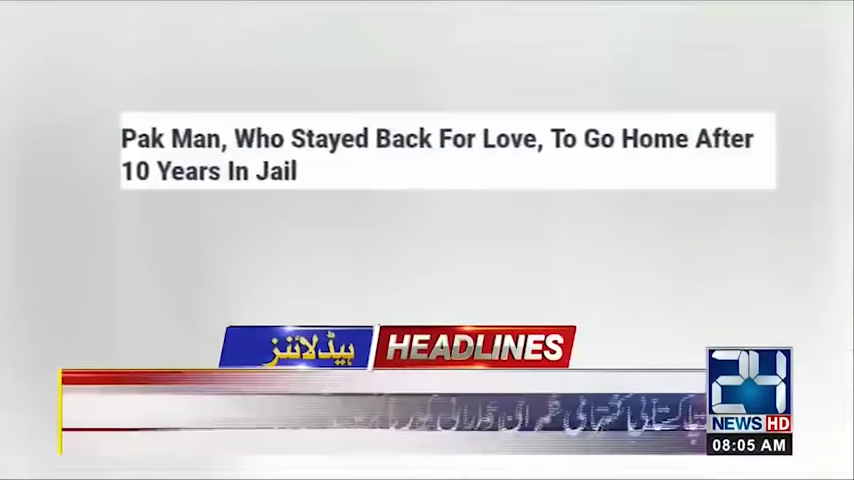 Pak Man, Who Stayed Back For Love, To Go Home After
10 Years In Jail
ہیڈلائنز HEADLINES
24
NEWS HD
08:05 AM